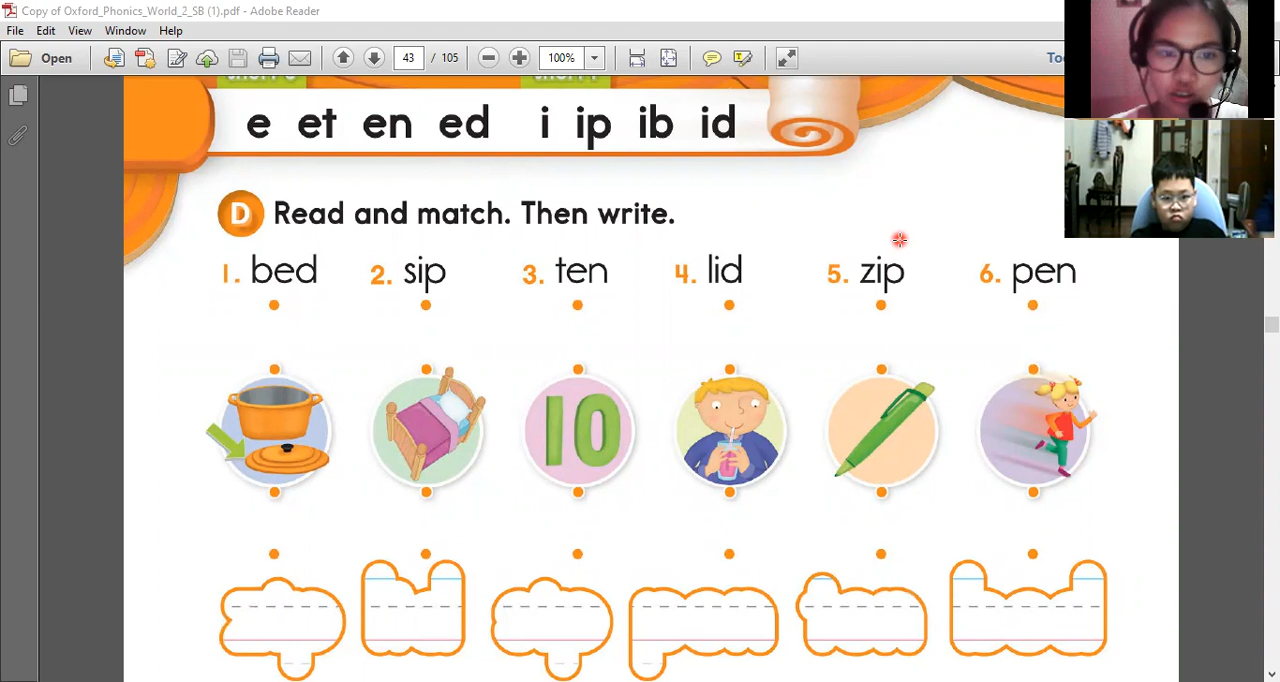 Copy of Oxford_Phonics_World_2_SB (1).pdf - Adobe Reader
File Edit View Window Help
Open 43 / 105 100%
e et en ed i ip ib id
D Read and match. Then write.
1. bed 2. sip 3. ten 4. lid 5. zip 6. pen
10